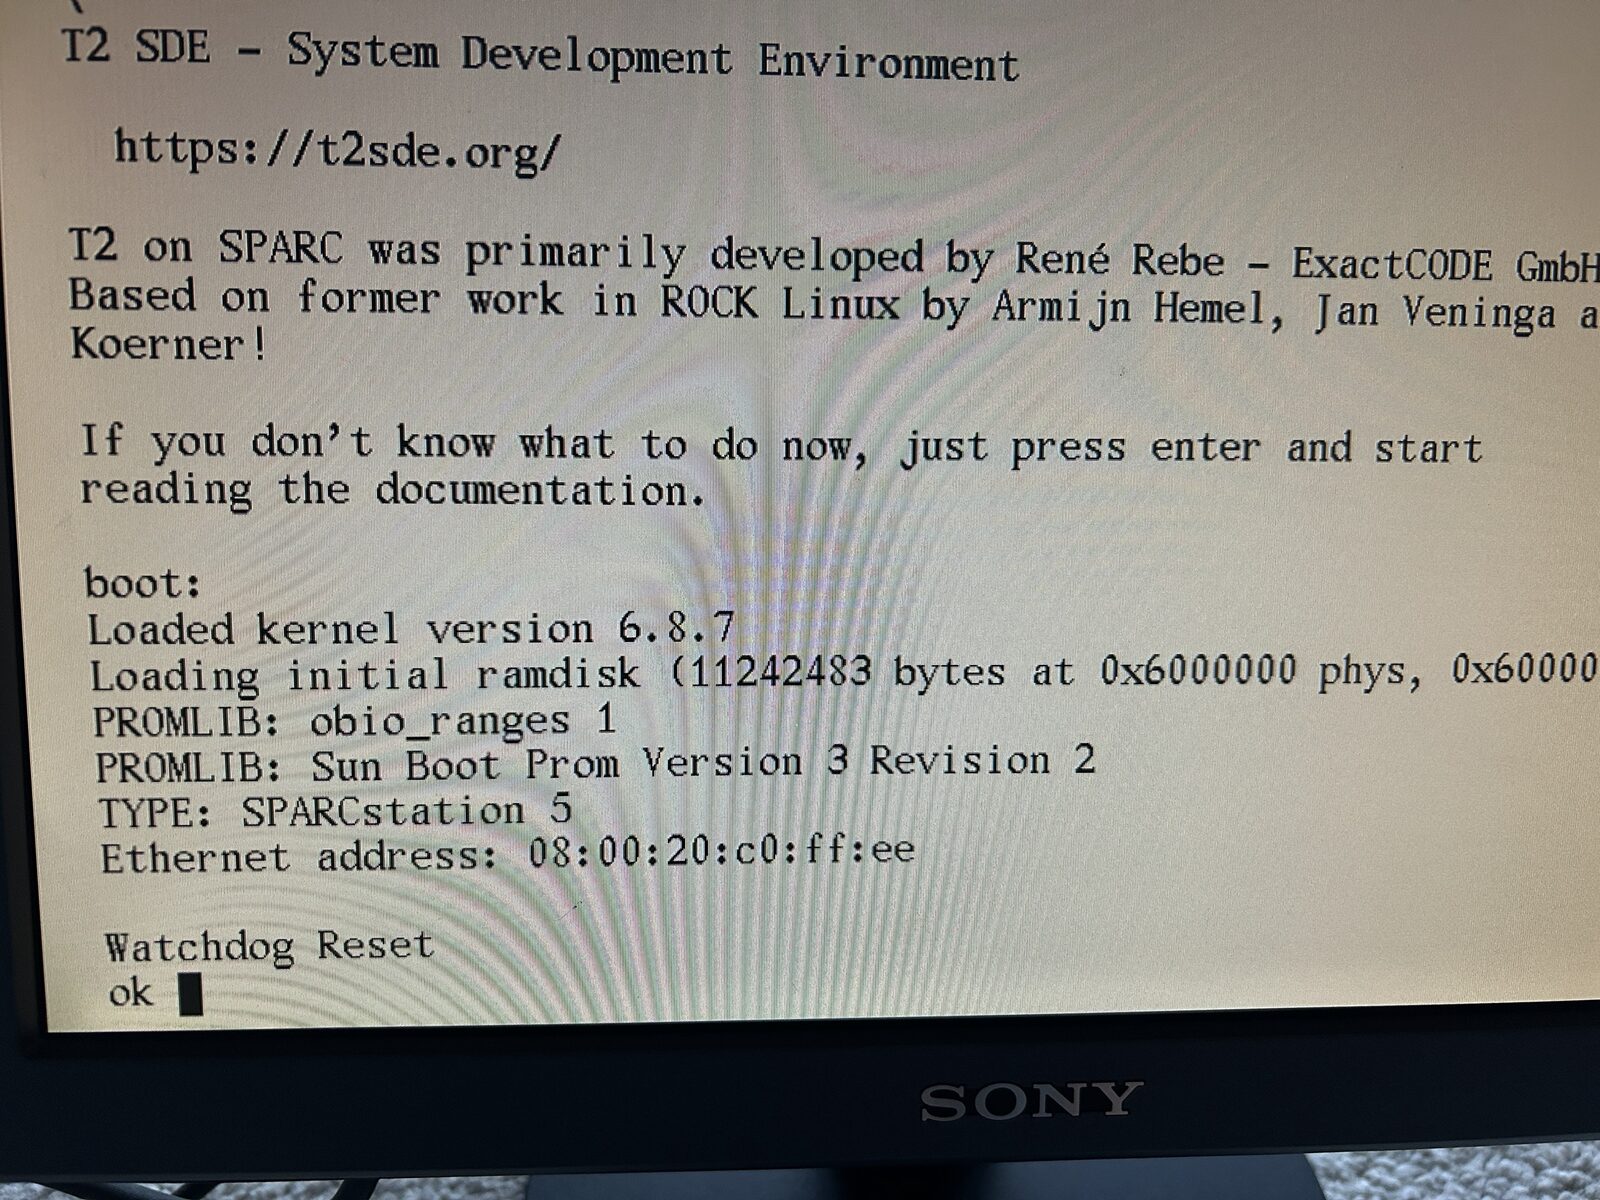 T2 SDE - System Development Environment
https://t2sde.org/
T2 on SPARC was primarily developed by René Rebe - ExactCODE GmbH
Based on former work in ROCK Linux by Armijn Hemel, Jan Veninga a
Koerner!
If you don't know what to do now, just press enter and start
reading the documentation.
boot:
Loaded kernel version 6.8.7
Loading initial ramdisk (11242483 bytes at 0x6000000 phys, 0x60000
PROMLIB: obio_ranges 1
PROMLIB: Sun Boot Prom Version 3 Revision 2
TYPE: SPARCstation 5
Ethernet address: 08:00:20:c0:ff:ee
Watchdog Reset
ok
SONY